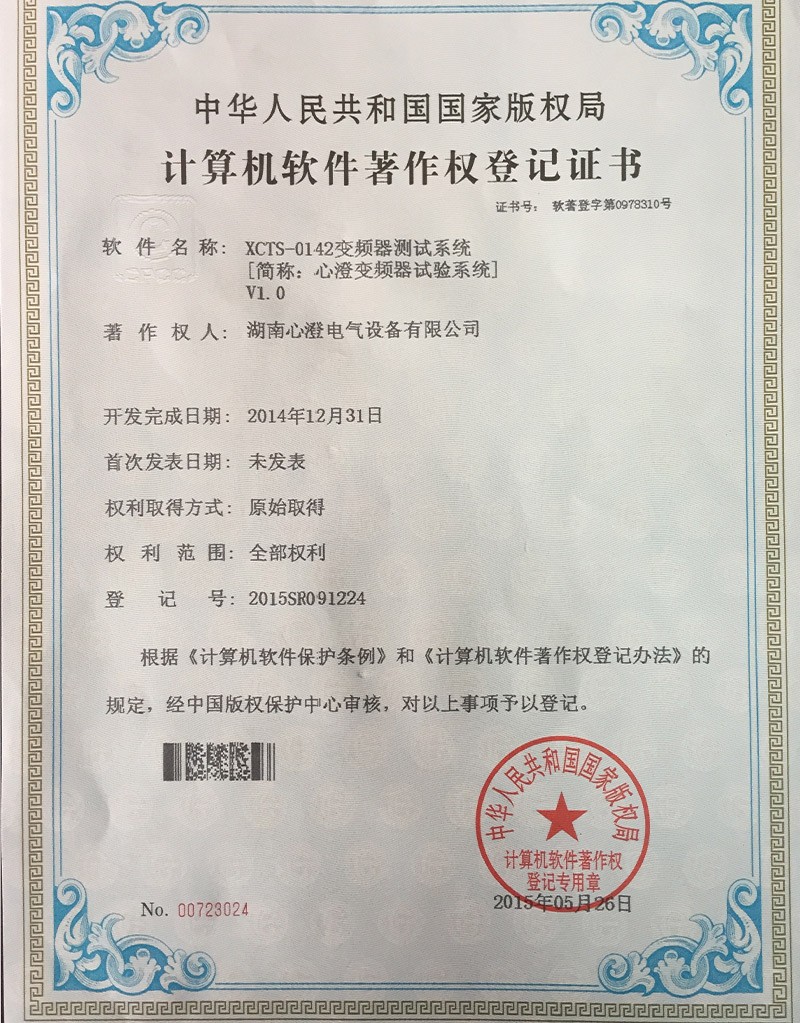 中华人民共和国国家版权局
计算机软件著作权登记证书
证书号： 软著登字第0978310号
软件名称： XCTS-0142变频器测试系统
[简称：心澄变频器试验系统]
V1.0
著作权人： 湖南心澄电气设备有限公司
开发完成日期： 2014年12月31日
首次发表日期： 未发表
权利取得方式： 原始取得
权利范围： 全部权利
登记号： 2015SR091224
根据《计算机软件保护条例》和《计算机软件著作权登记办法》的
规定，经中国版权保护中心审核，对以上事项予以登记。
中华人民共和国国家版权局
计算机软件著作权
登记专用章
2015年05月26日
No. 00723024